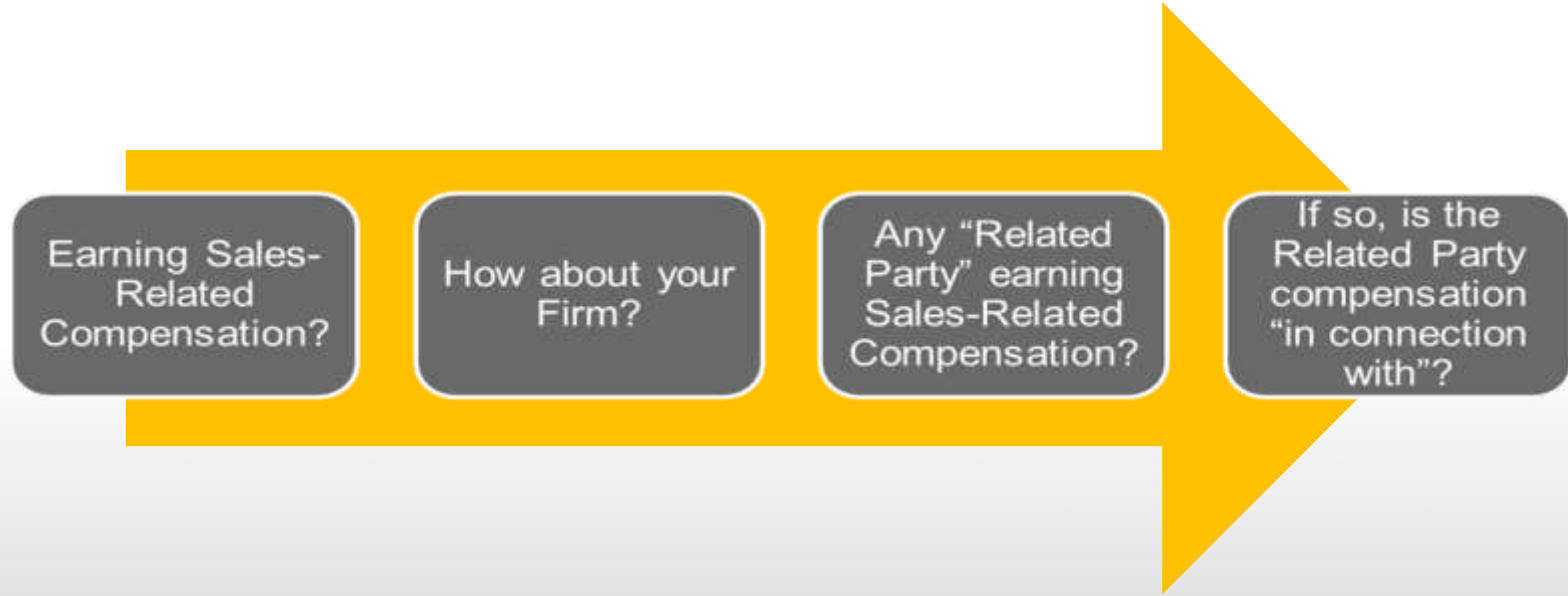 Earning Sales-
Related
Compensation?
How about your
Firm?
Any “Related
Party” earning
Sales-Related
Compensation?
If so, is the
Related Party
compensation
“in connection
with”?